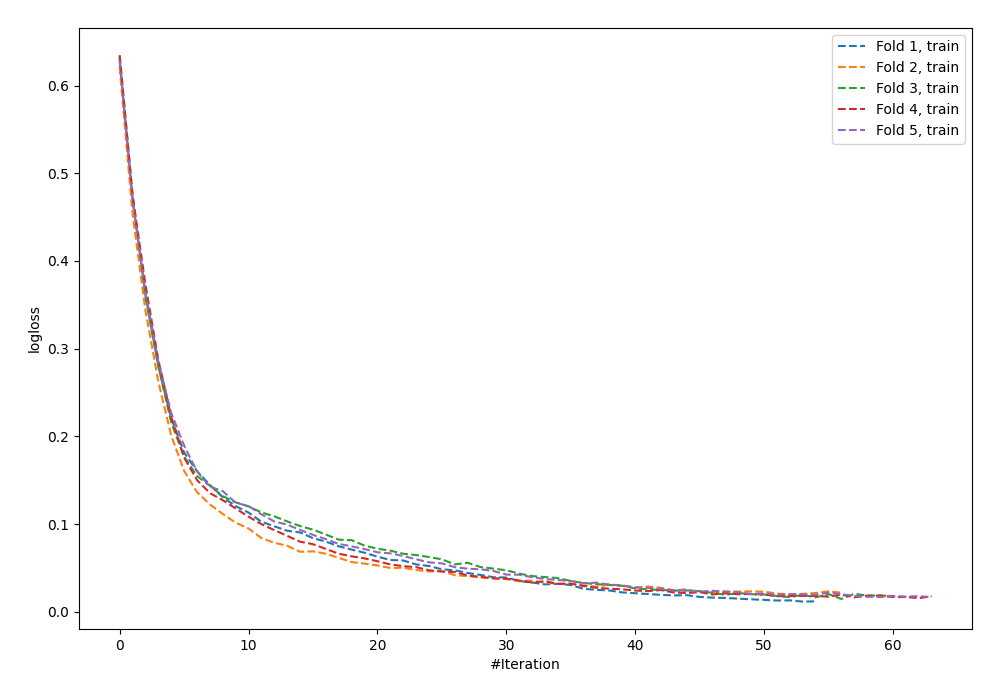 Fold 1, train
Fold 2, train
Fold 3, train
Fold 4, train
Fold 5, train
logloss
0.6
0.5
0.4
0.3
0.2
0.1
0.0
0 10 20 30 40 50 60
#Iteration